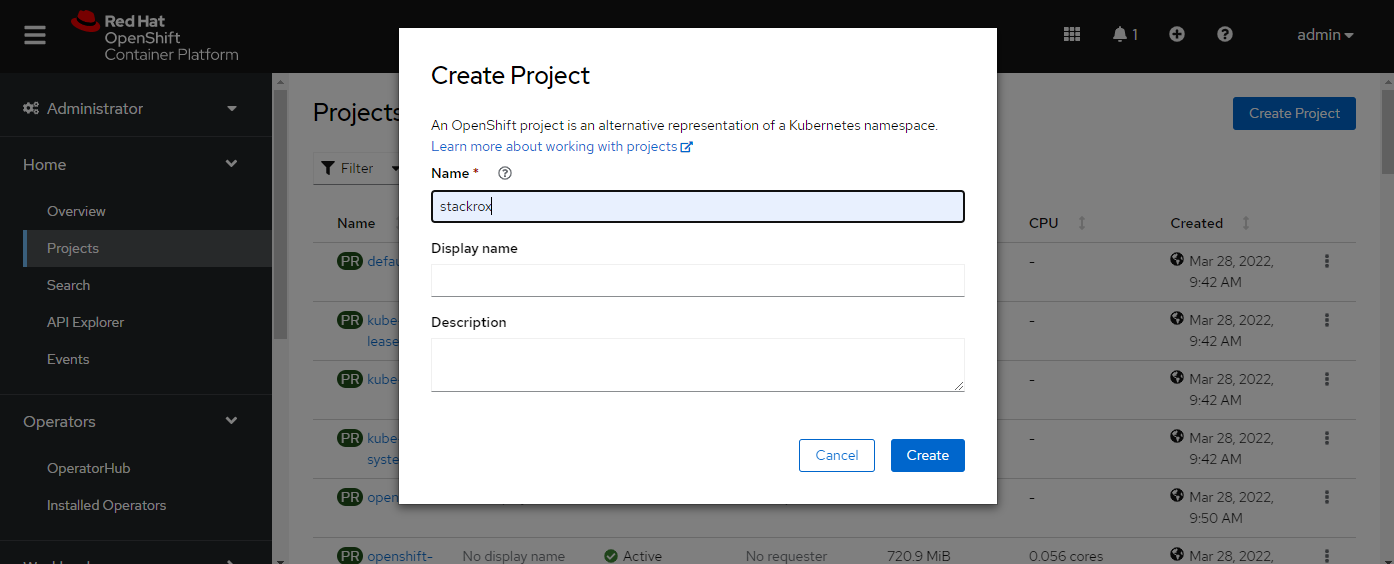 Red Hat
OpenShift
Container Platform
1
admin
Administrator
Home
Overview
Projects
Search
API Explorer
Events
Operators
OperatorHub
Installed Operators
Projects
Create Project
Filter
Name
CPU
Created
PR defau
-
Mar 28, 2022,
9:42 AM
PR kube
lease
-
Mar 28, 2022,
9:42 AM
PR kube
-
Mar 28, 2022,
9:42 AM
PR kube
syste
-
Mar 28, 2022,
9:42 AM
PR open
-
Mar 28, 2022,
9:50 AM
PR openshift-
No display name
Active
No requester
720.9 MiB
0.056 cores
Mar 28, 2022,
Create Project
An OpenShift project is an alternative representation of a Kubernetes namespace.
Learn more about working with projects
Name *
stackrox
Display name
Description
Cancel
Create